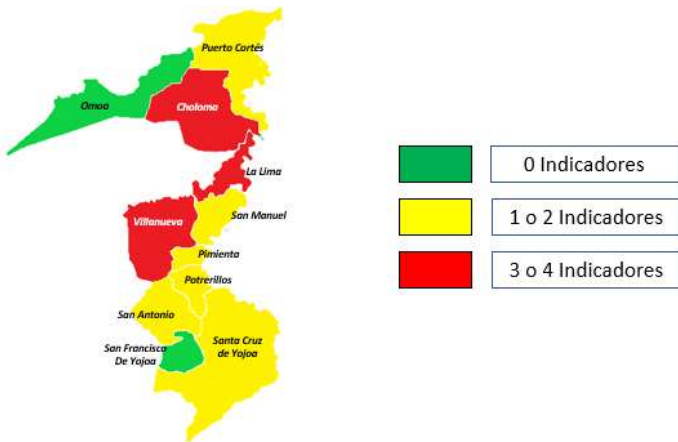 Puerto Cortés
Omoa
Choloma
La Lima
Villanueva
San Manuel
Pimienta
Potrerillos
San Antonio
San Francisco
De Yojoa
Santa Cruz
de Yojoa
0 Indicadores
1 o 2 Indicadores
3 o 4 Indicadores